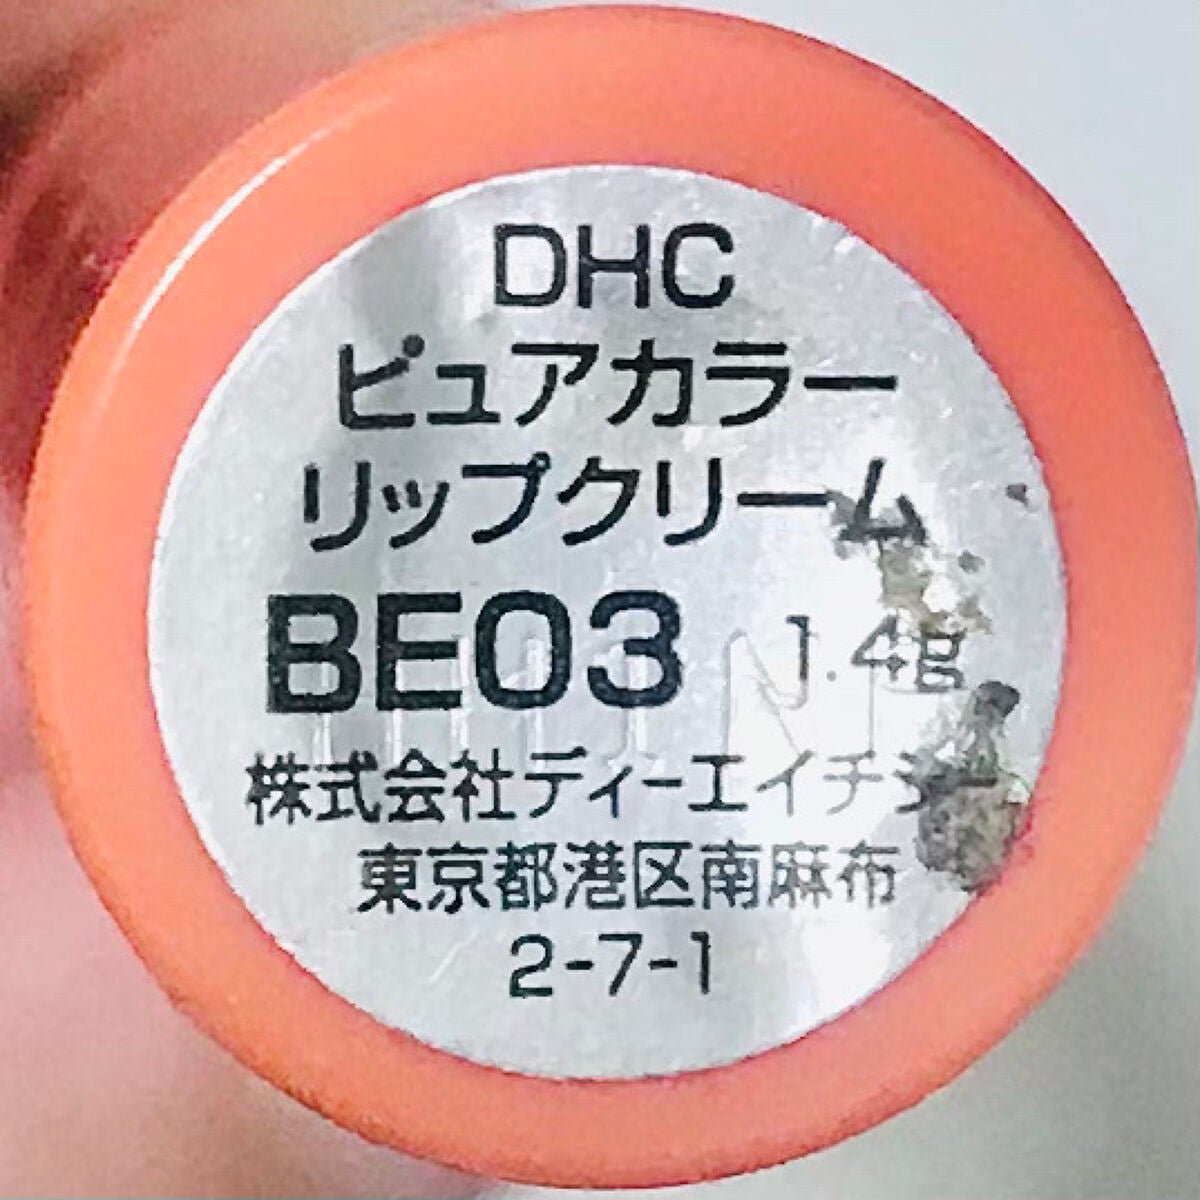 DHC
ピュアカラー
リップクリーム
BE03 1.4g
株式会社ディーエイチシー
東京都港区南麻布
2-7-1